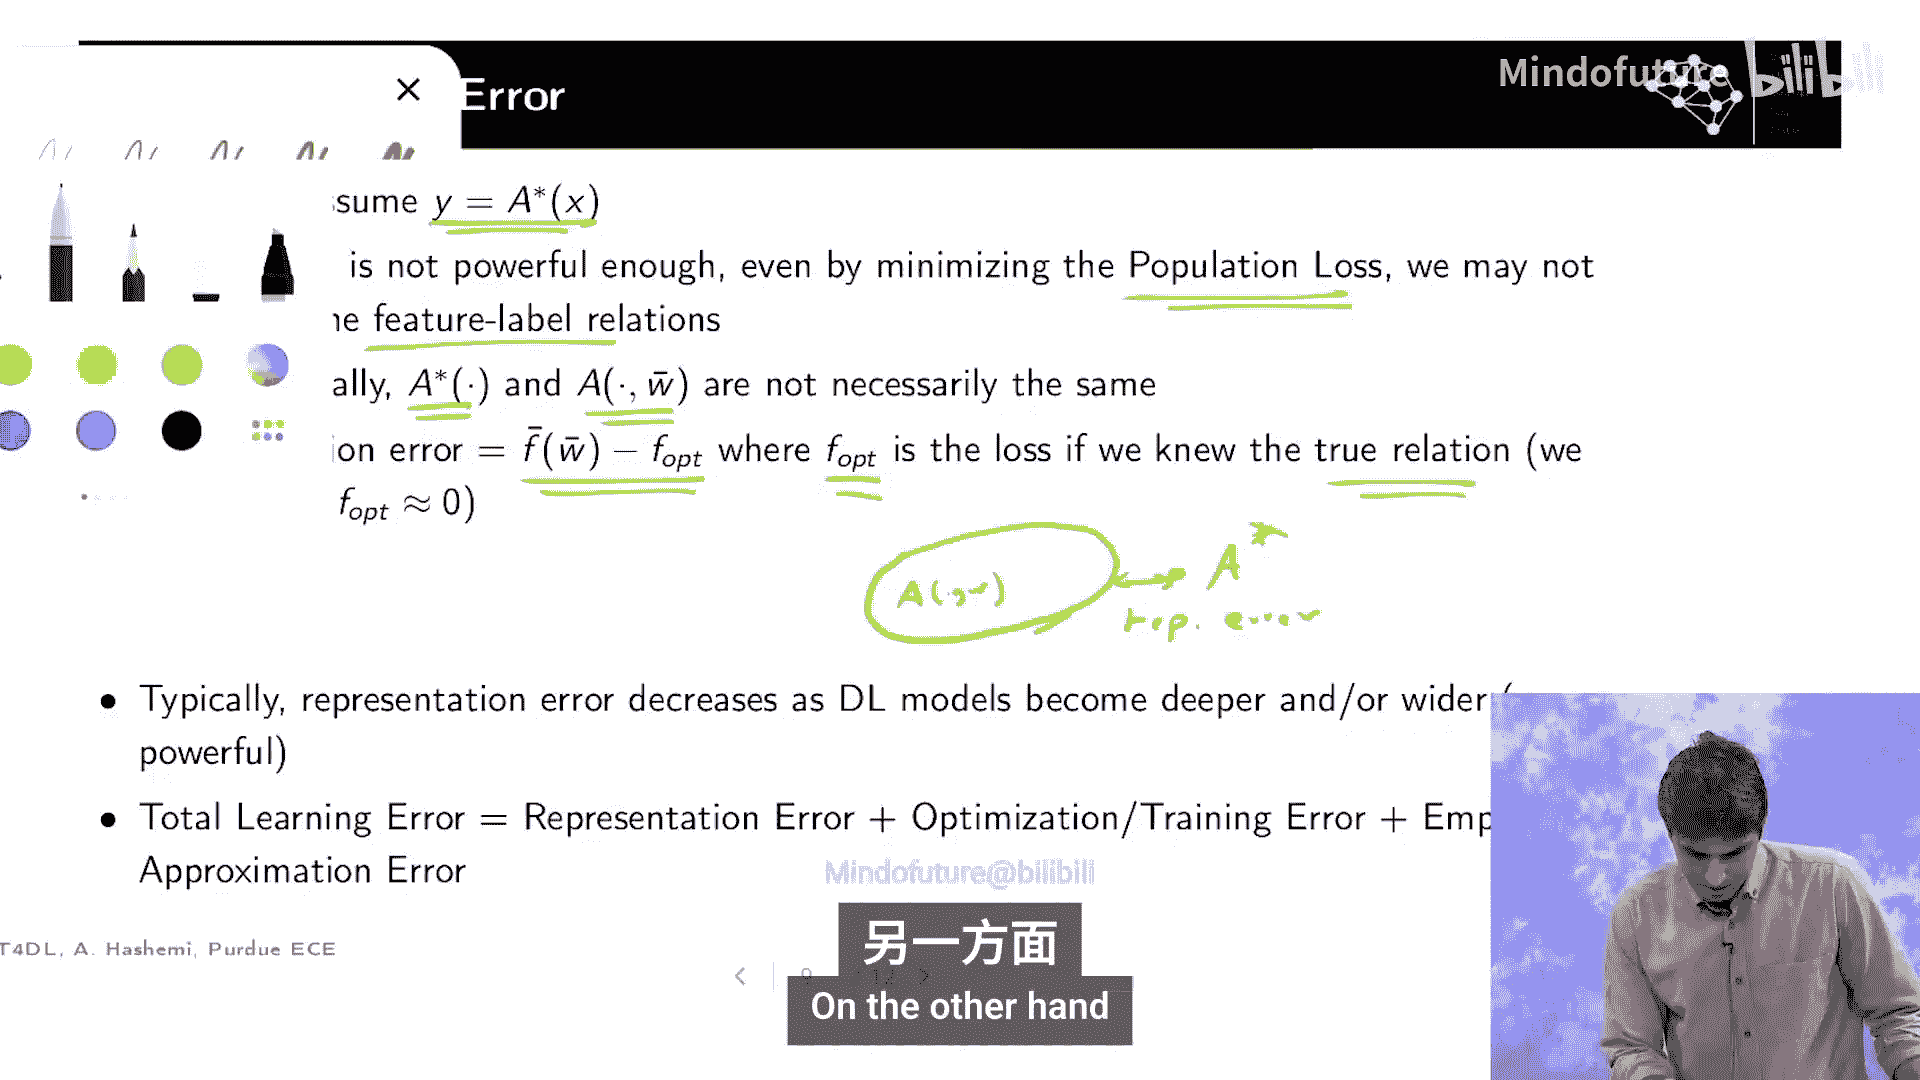 Error
Mindofuture
bilibili
sume y = A*(x)
is not powerful enough, even by minimizing the Population Loss, we may not
feature-label relations
ally, A*(·) and A(·, w̄) are not necessarily the same
ion error = f̄(w̄) − f_opt where f_opt is the loss if we knew the true relation (we
f_opt ≈ 0)
A(·,w) A*
rep. error
• Typically, representation error decreases as DL models become deeper and/or wider (
powerful)
• Total Learning Error = Representation Error + Optimization/Training Error + Emp
Approximation Error
Mindofuture@bilibili
另一方面
T4DL, A. Hashemi, Purdue ECE
9
On the other hand